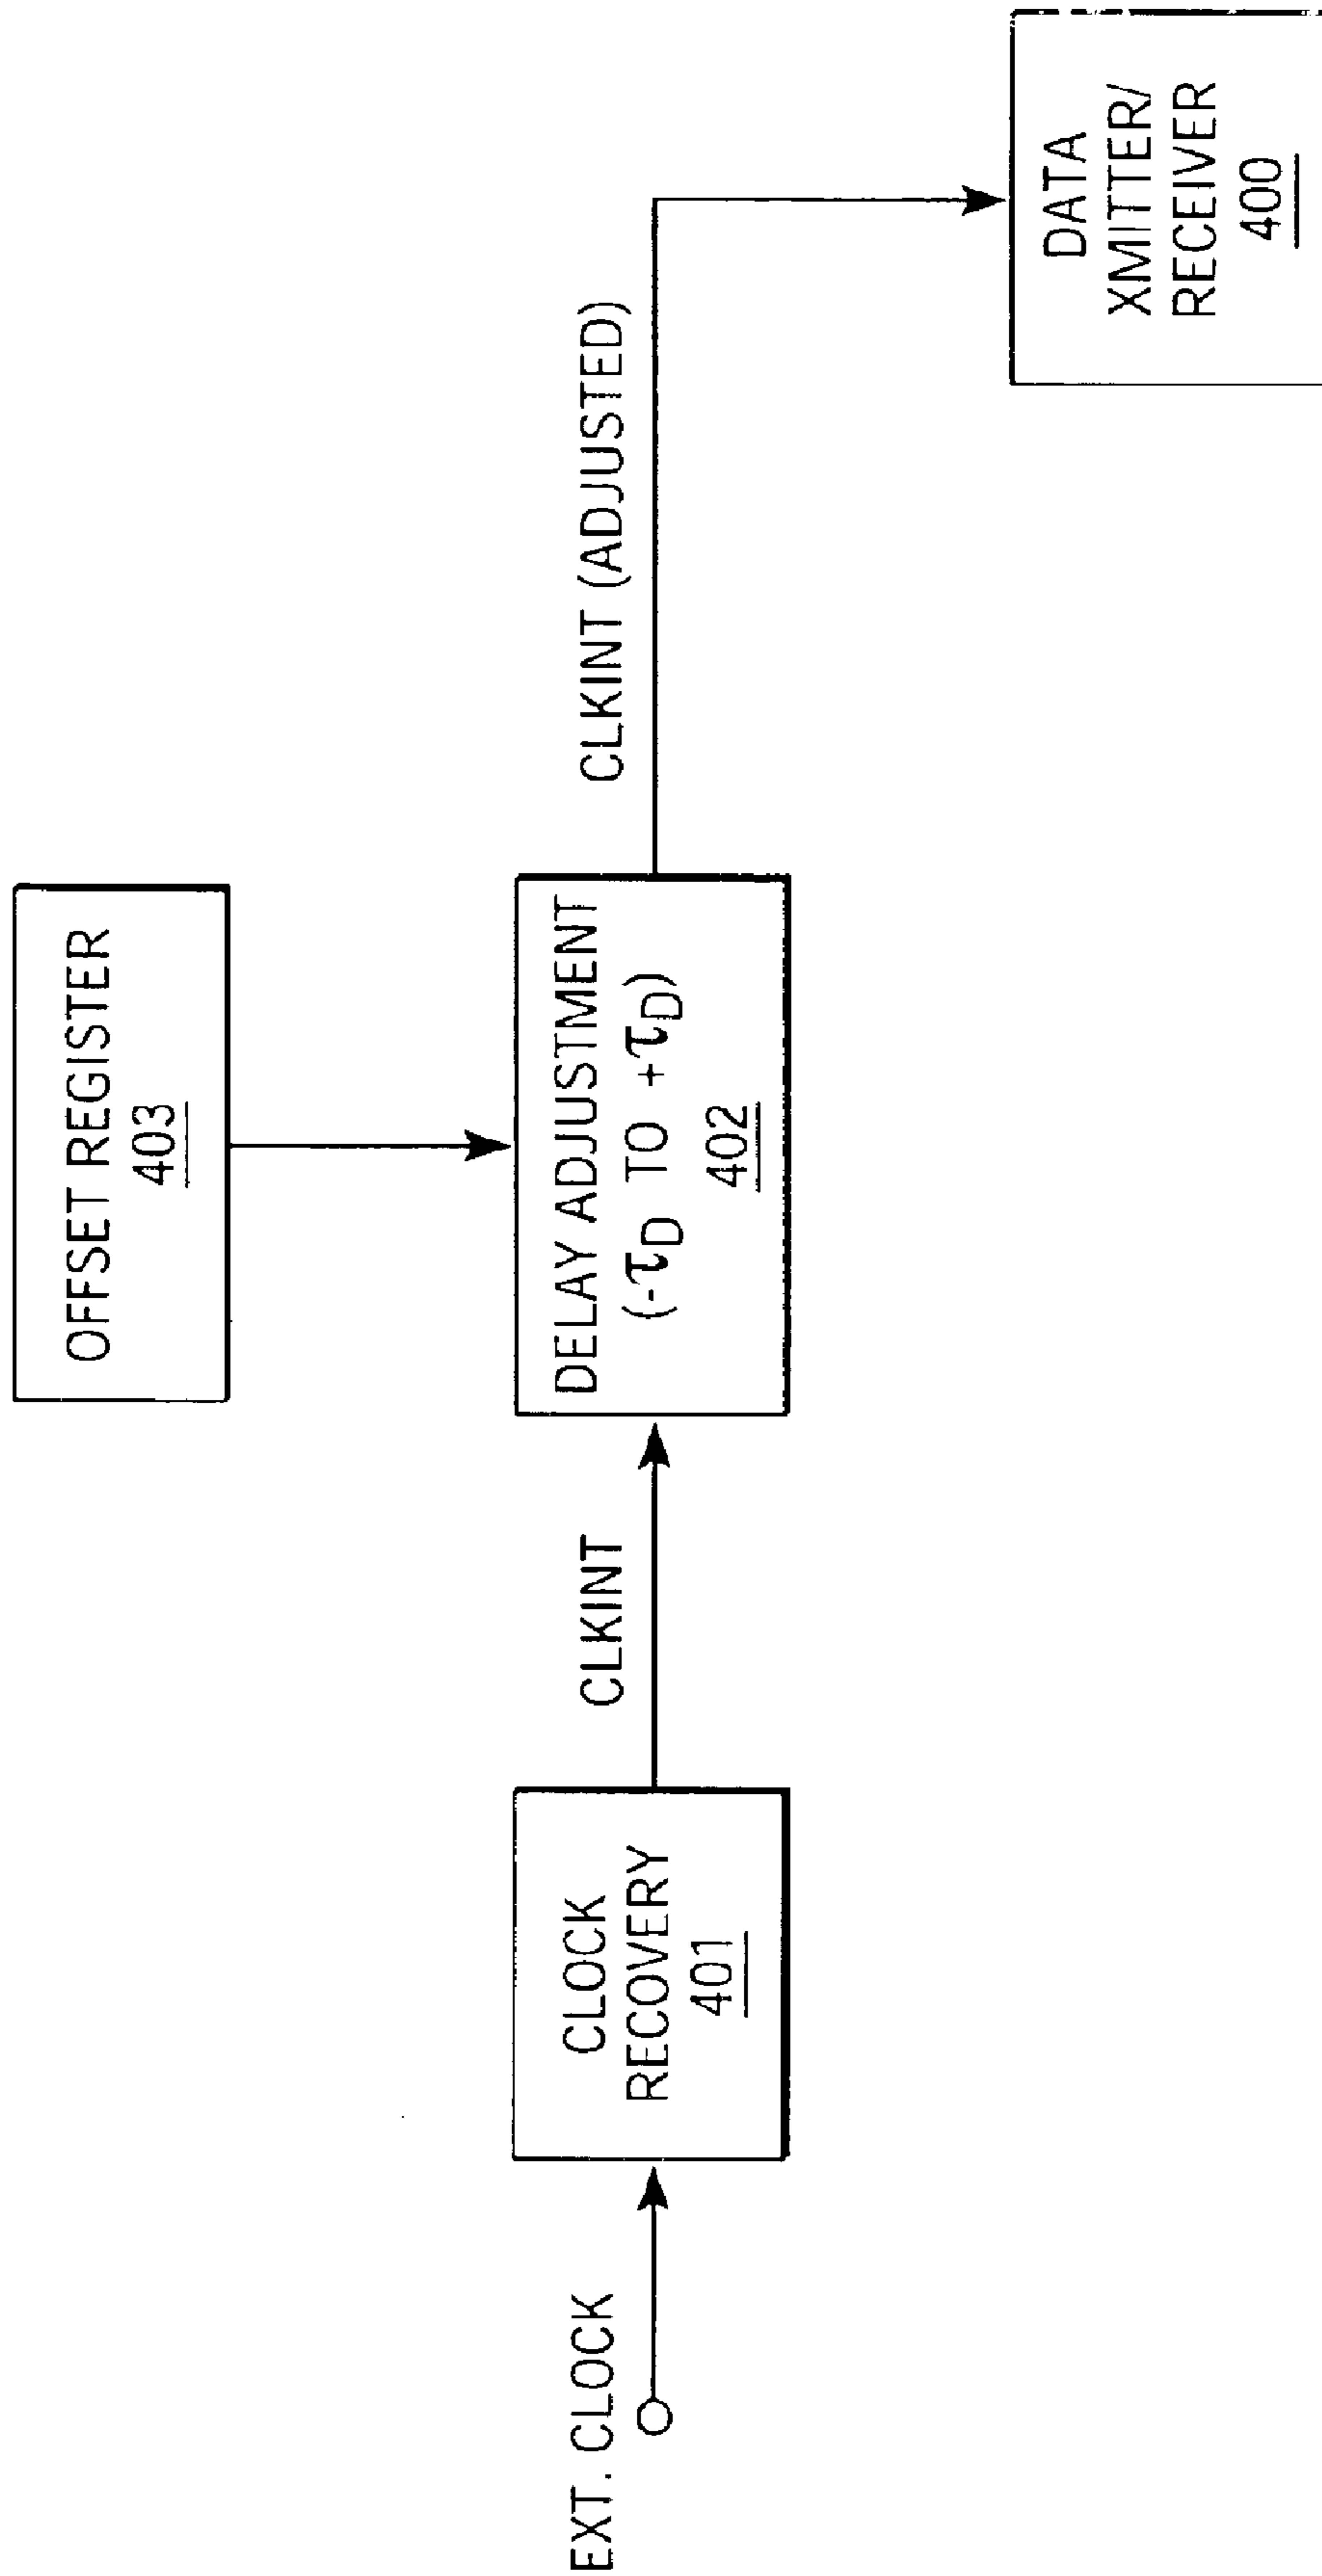 OFFSET REGISTER
403
EXT. CLOCK
CLOCK
RECOVERY
401
CLKINT
DELAY ADJUSTMENT
(-τD TO +τD)
402
CLKINT (ADJUSTED)
DATA
XMITTER/
RECEIVER
400